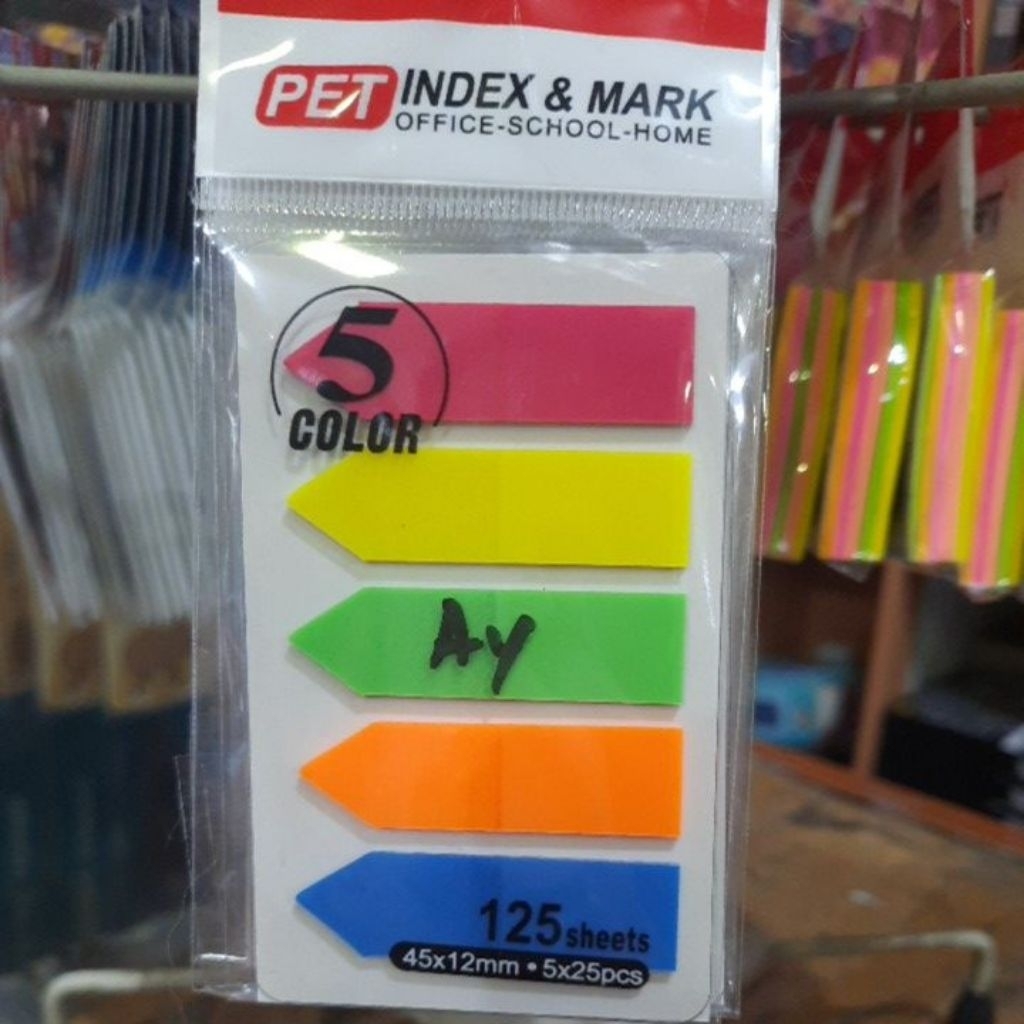 PET INDEX & MARK
OFFICE-SCHOOL-HOME
5
COLOR
Ay
125 sheets
45x12mm • 5x25pcs